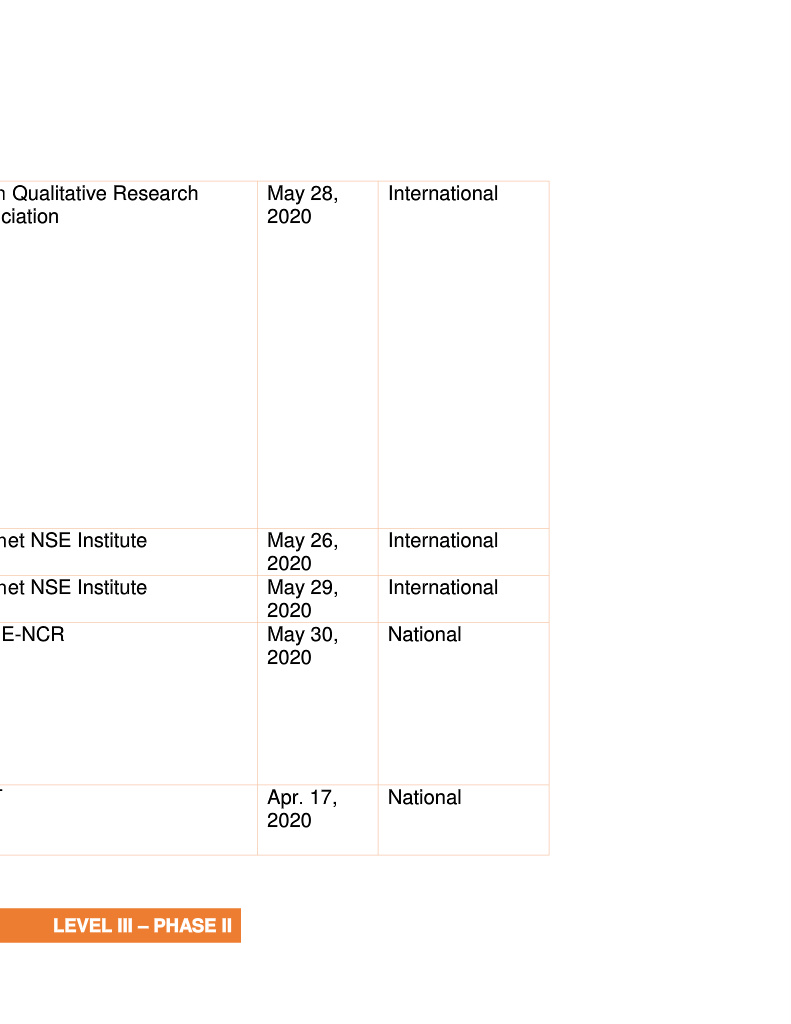 Qualitative Research May 28, International
ciation 2020
net NSE Institute May 26, International
2020
net NSE Institute May 29, International
2020
E-NCR May 30, National
2020
Apr. 17, National
2020
LEVEL III – PHASE II